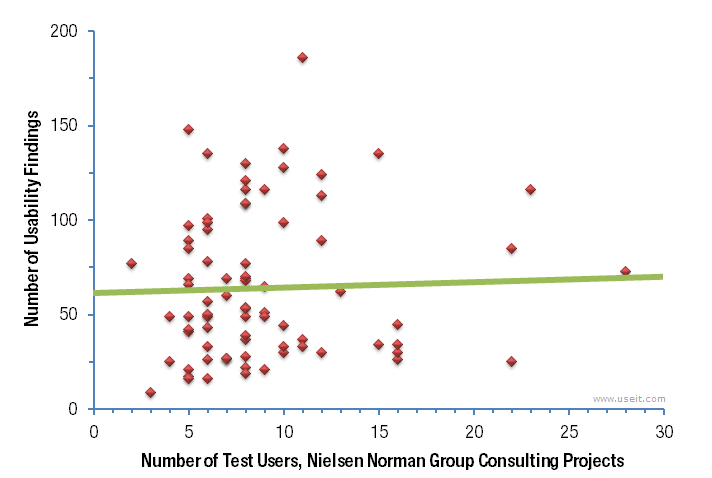 200
150
100
50
0
Number of Usability Findings
www.useit.com
0 5 10 15 20 25 30
Number of Test Users, Nielsen Norman Group Consulting Projects